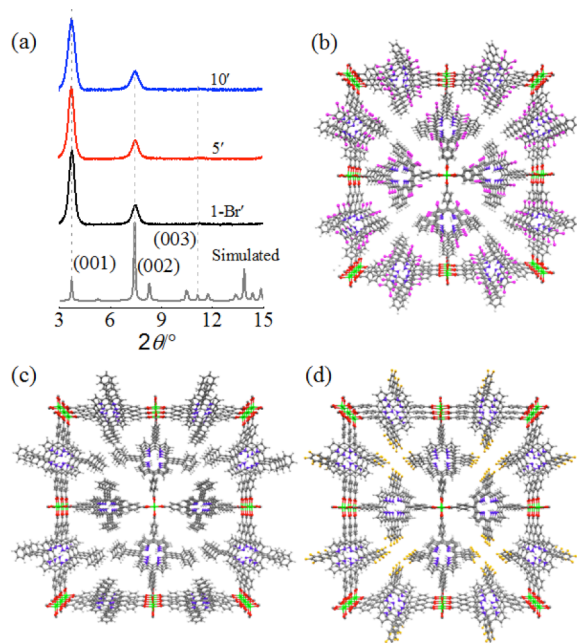 (a)
(b)
10′
5′
1-Br′
(003)
Simulated
(001)
(002)
3 6 9 12 15
2θ/°
(c)
(d)